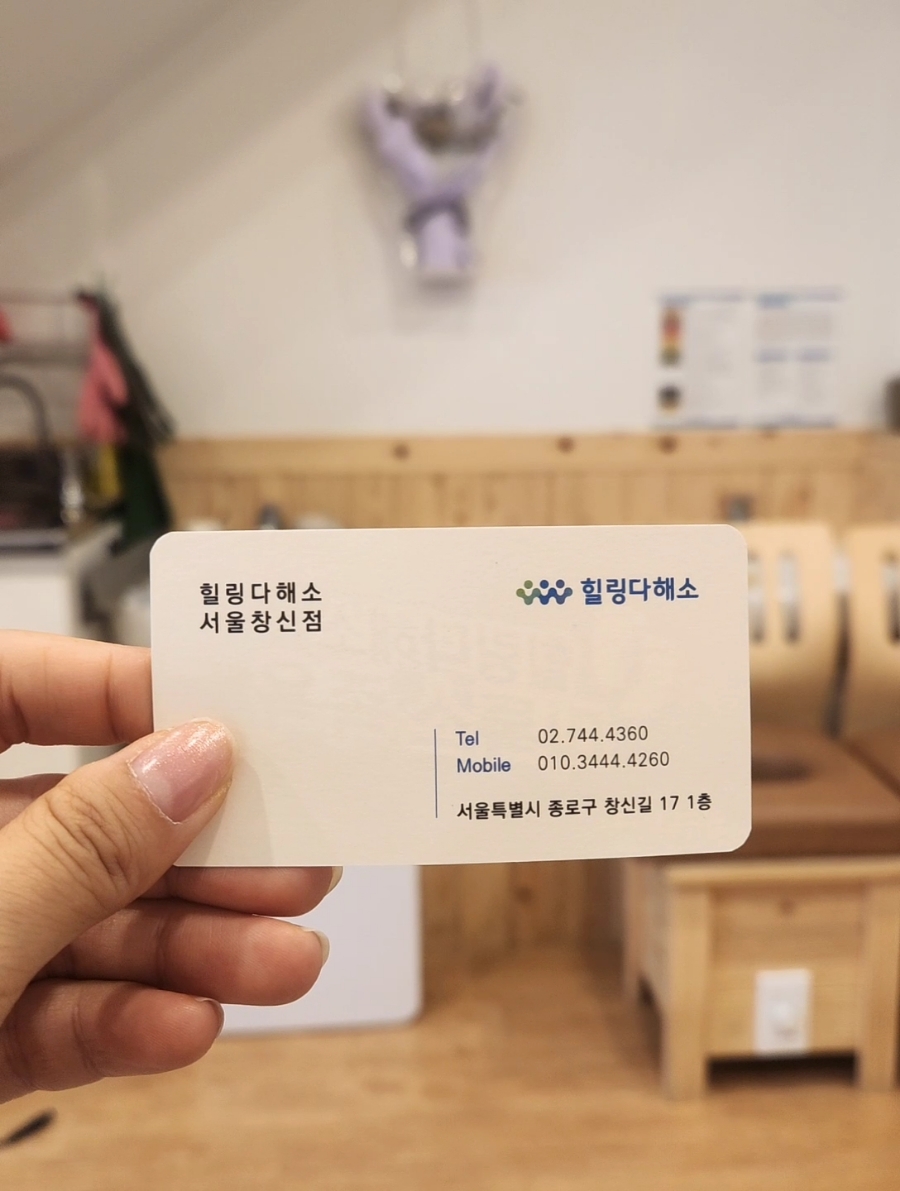 힐링다해소
서울창신점
힐링다해소
Tel 02.744.4360
Mobile 010.3444.4260
서울특별시 종로구 창신길 17 1층